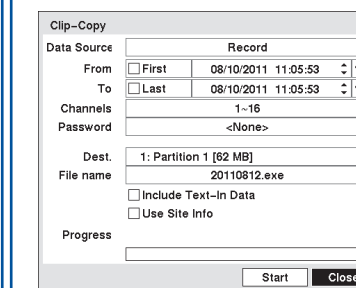 Clip-Copy
Data Source Record
From First 08/10/2011 11:05:53
To Last 08/10/2011 11:05:53
Channels 1~16
Password <None>
Dest. 1: Partition 1 [62 MB]
File name 20110812.exe
Include Text-In Data
Use Site Info
Progress
Start Close